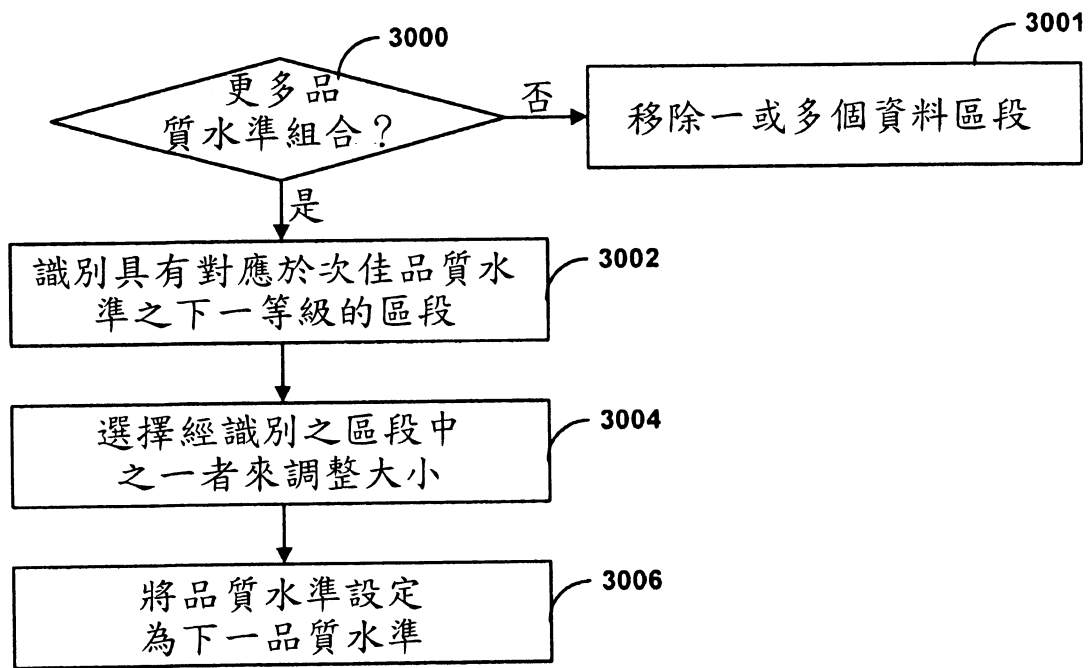 3000
更多品
質水準組合？
否
3001
移除一或多個資料區段
是
3002
識別具有對應於次佳品質水
準之下一等級的區段
3004
選擇經識別之區段中
之一者來調整大小
3006
將品質水準設定
為下一品質水準